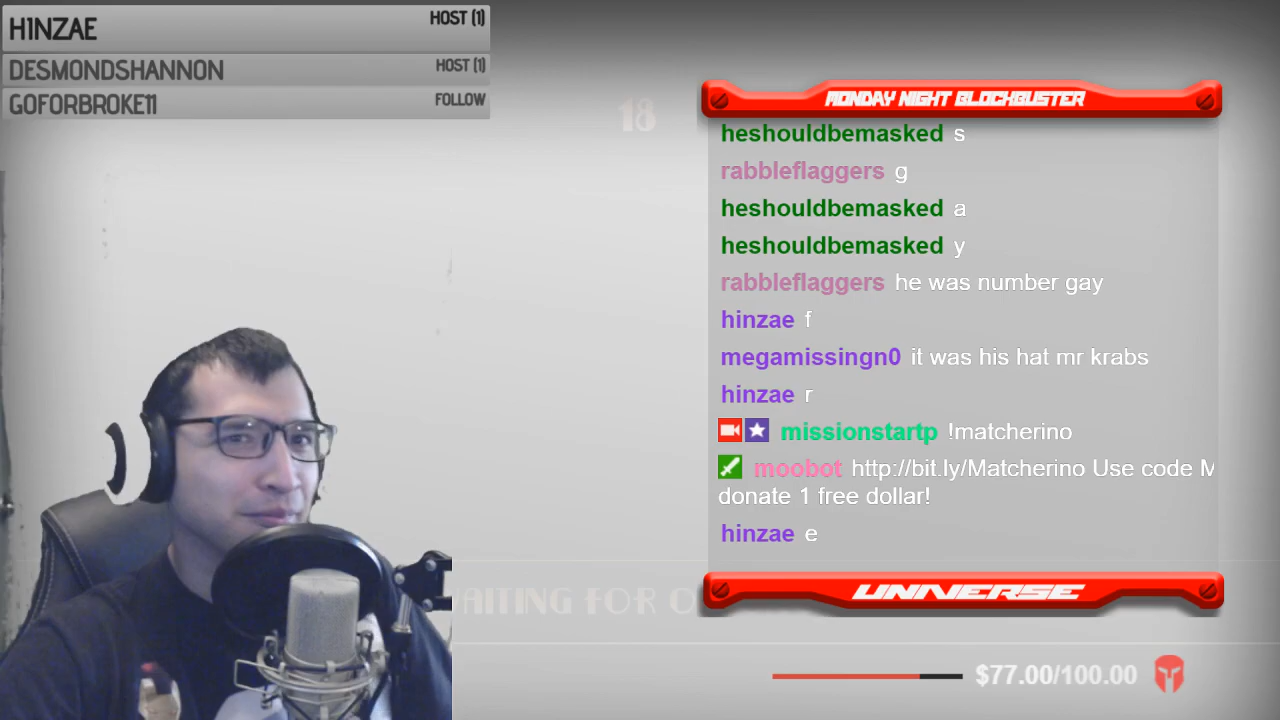 H1NZAE HOST (1)
DESMONDSHANNON HOST (1)
GOFORBROKE11 FOLLOW
18
MONDAY NIGHT BLOCKBUSTER
heshouldbemasked s
rabbleflaggers g
heshouldbemasked a
heshouldbemasked y
rabbleflaggers he was number gay
hinzae f
megamissingn0 it was his hat mr krabs
hinzae r
missionstartp !matcherino
moobot http://bit.ly/Matcherino Use code M
donate 1 free dollar!
hinzae e
AITING FOR O
UNIVERSE
$77.00/100.00